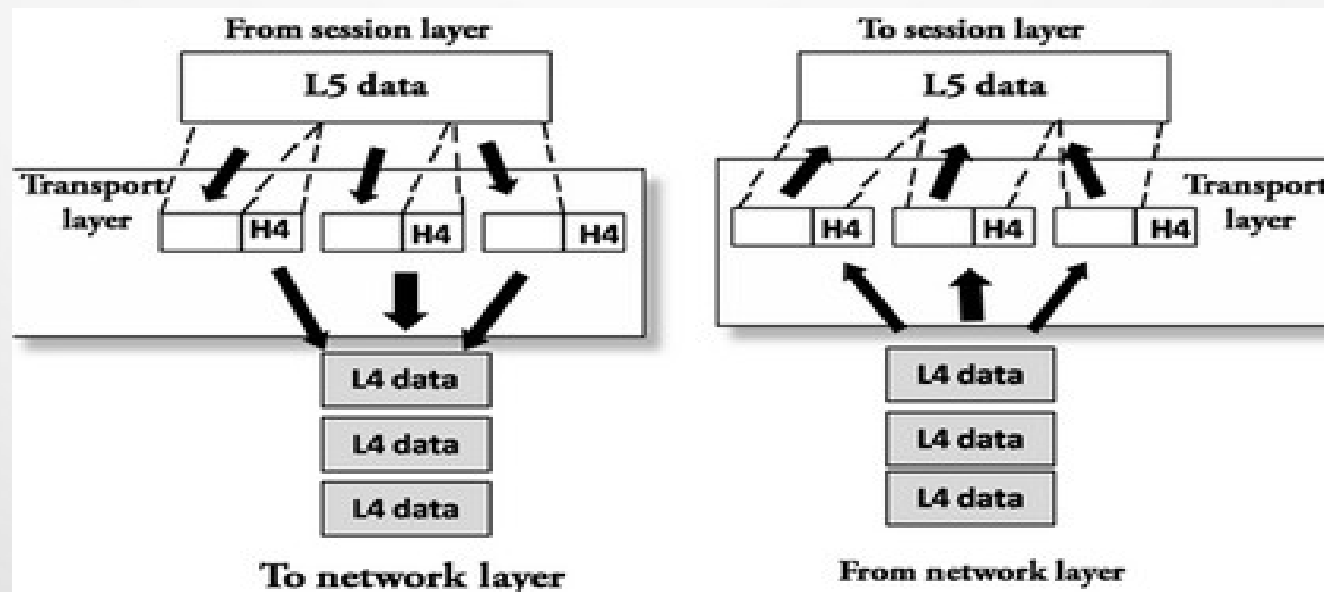 From session layer
L5 data
Transport
layer
H4
H4
H4
L4 data
L4 data
L4 data
To network layer
To session layer
L5 data
Transport
layer
H4
H4
H4
L4 data
L4 data
L4 data
From network layer